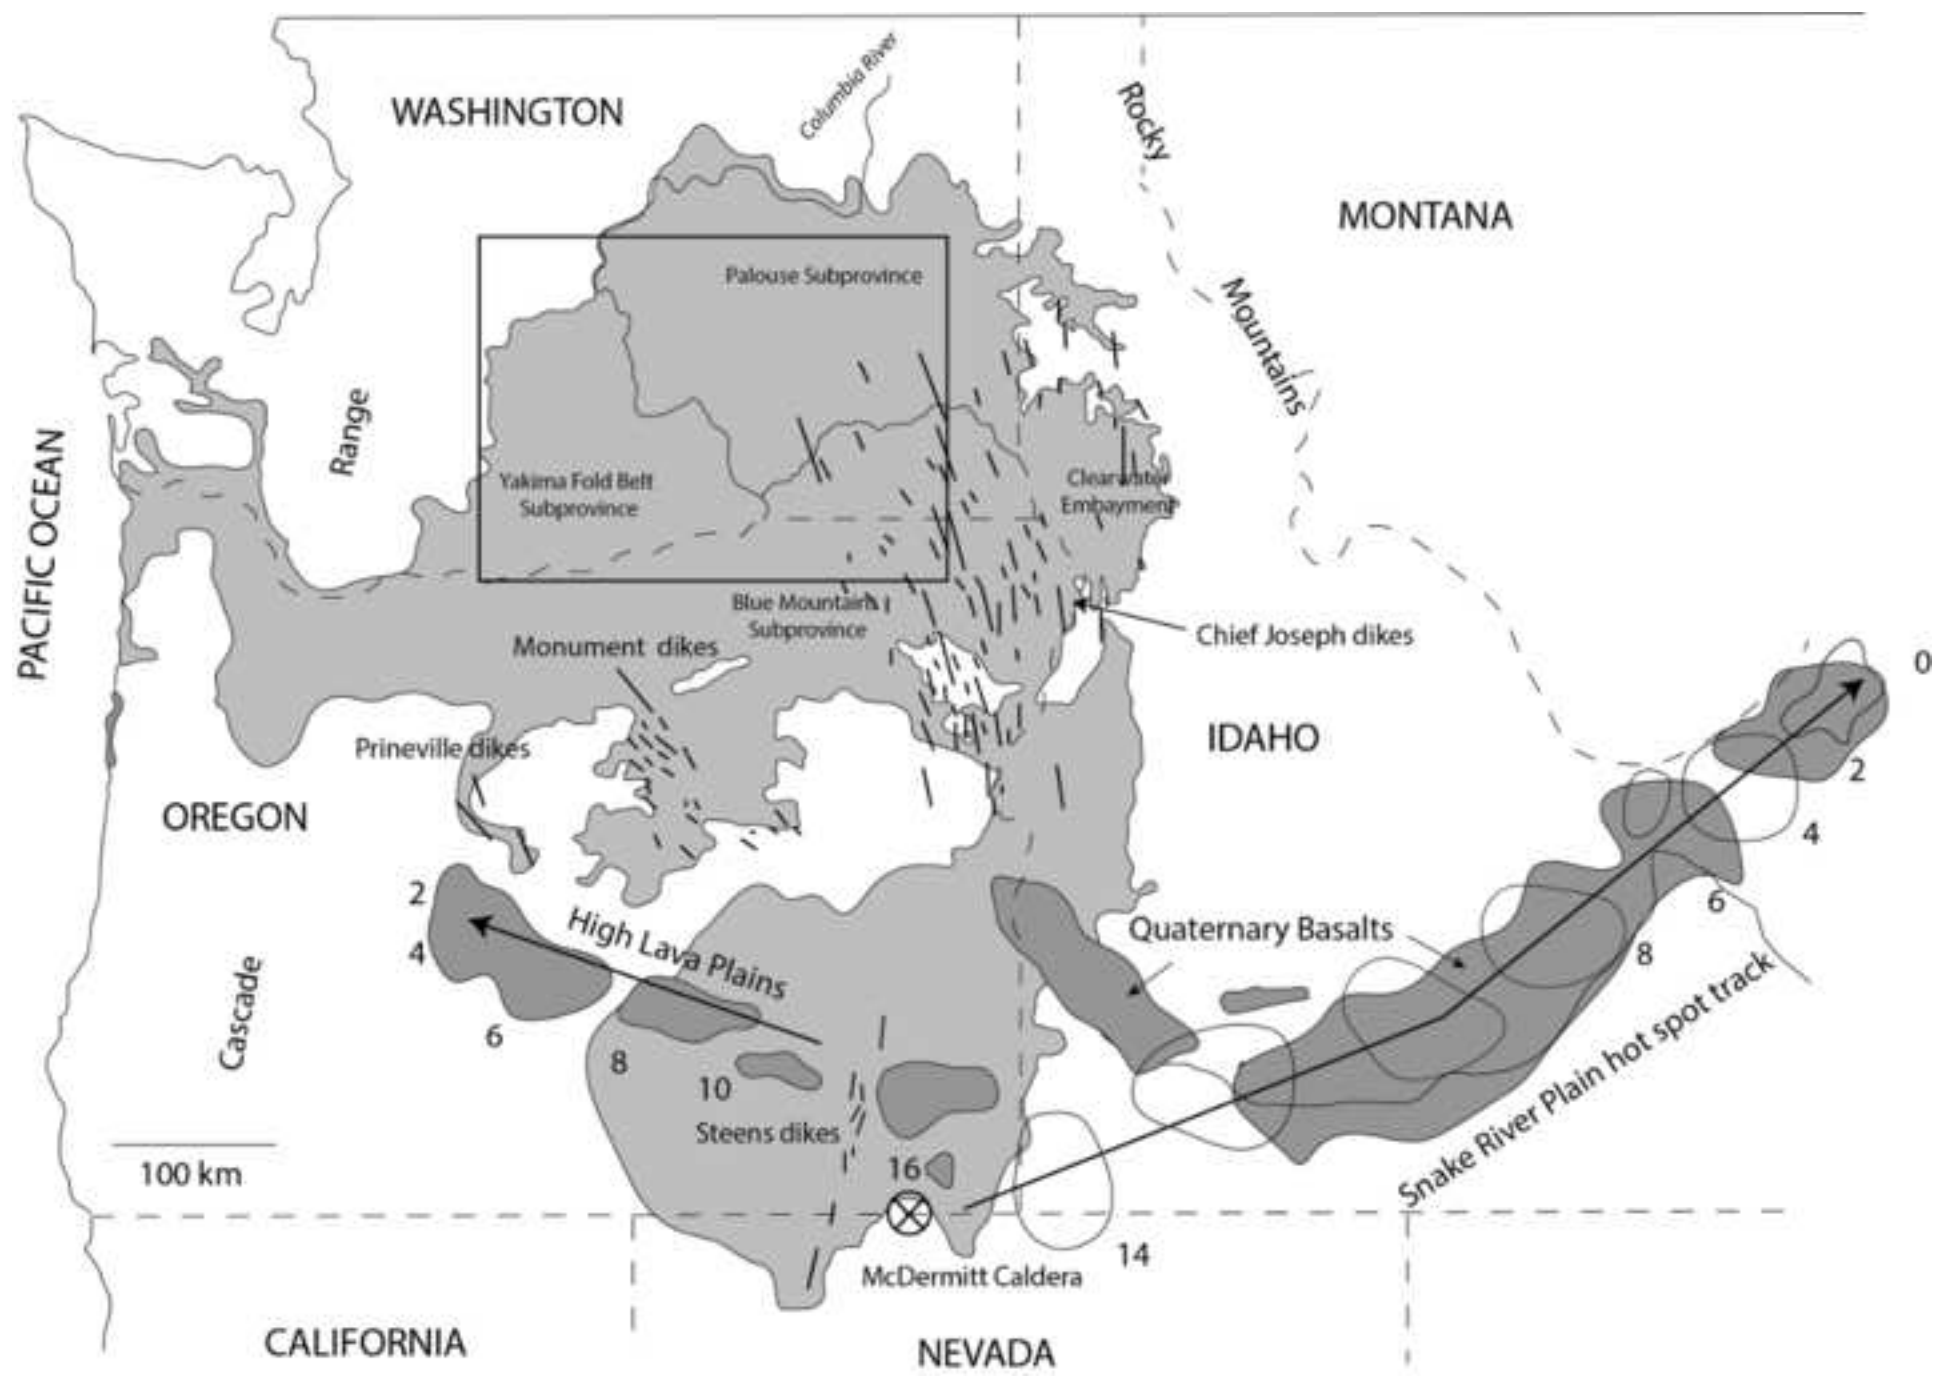 Columbia River
WASHINGTON
Rocky
MONTANA
Palouse Subprovince
Mountains
Range
PACIFIC OCEAN
Yakima Fold Belt
Subprovince
Clearwater
Embayment
Blue Mountains
Subprovince
Monument dikes
Chief Joseph dikes
0
Prineville dikes
IDAHO
2
OREGON
4
2
6
High Lava Plains
Quaternary Basalts
4
8
Cascade
6
8
10
Snake River Plain hot spot track
Steens dikes
100 km
16
14
McDermitt Caldera
CALIFORNIA
NEVADA